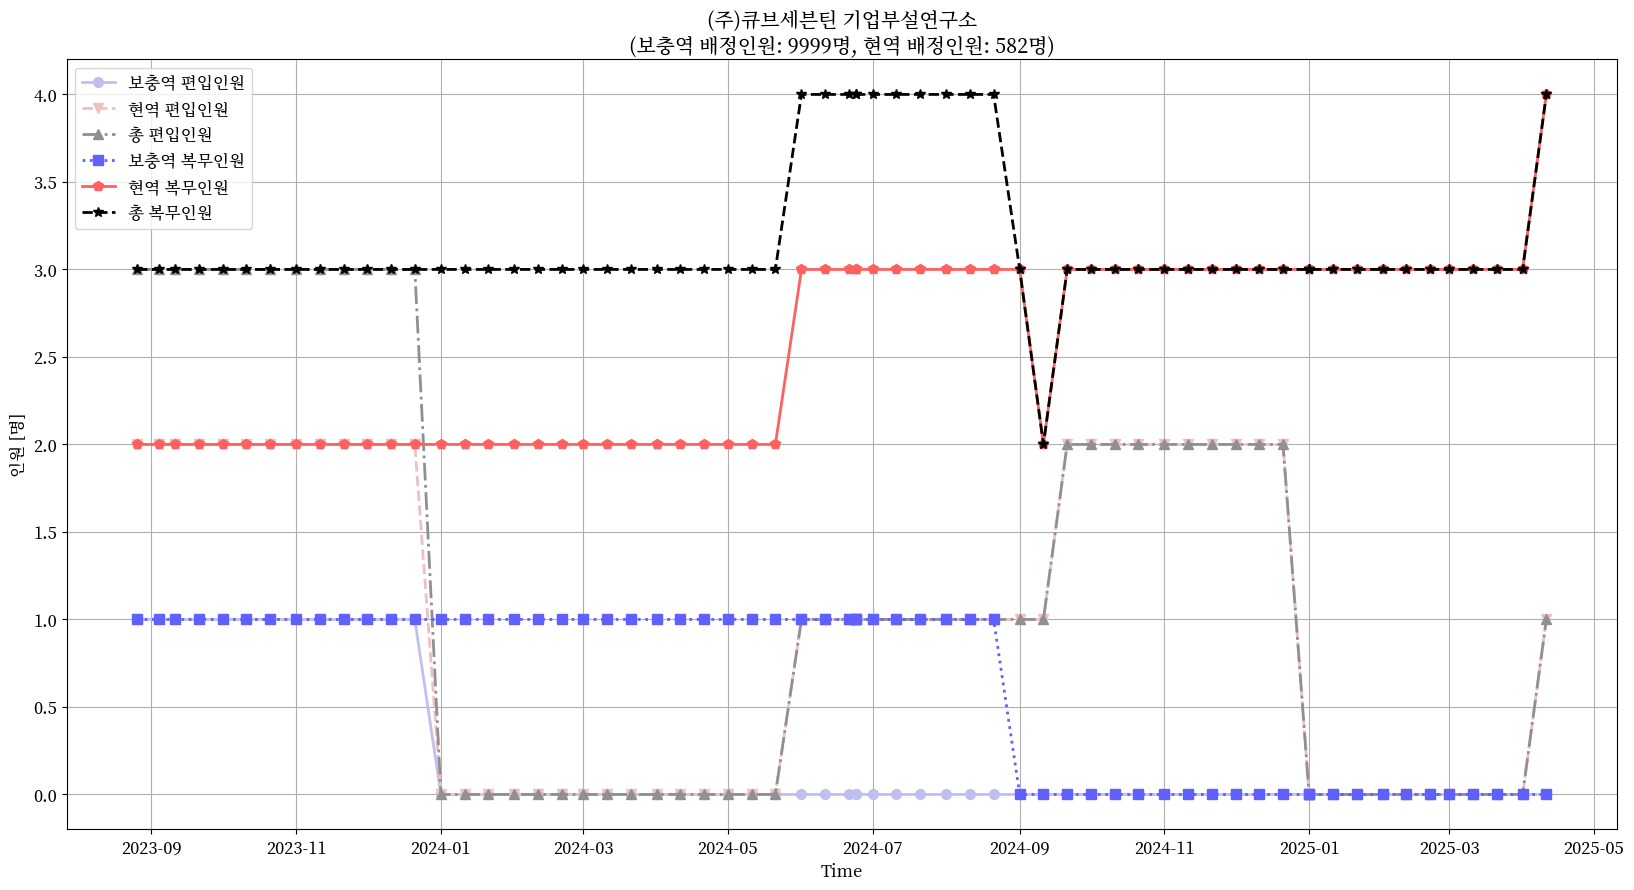 (주)큐브세븐틴 기업부설연구소
(보충역 배정인원: 9999명, 현역 배정인원: 582명)
보충역 편입인원
현역 편입인원
총 편입인원
보충역 복무인원
현역 복무인원
총 복무인원
인원 [명]
4.0
3.5
3.0
2.5
2.0
1.5
1.0
0.5
0.0
2023-09
2023-11
2024-01
2024-03
2024-05
2024-07
2024-09
2024-11
2025-01
2025-03
2025-05
Time